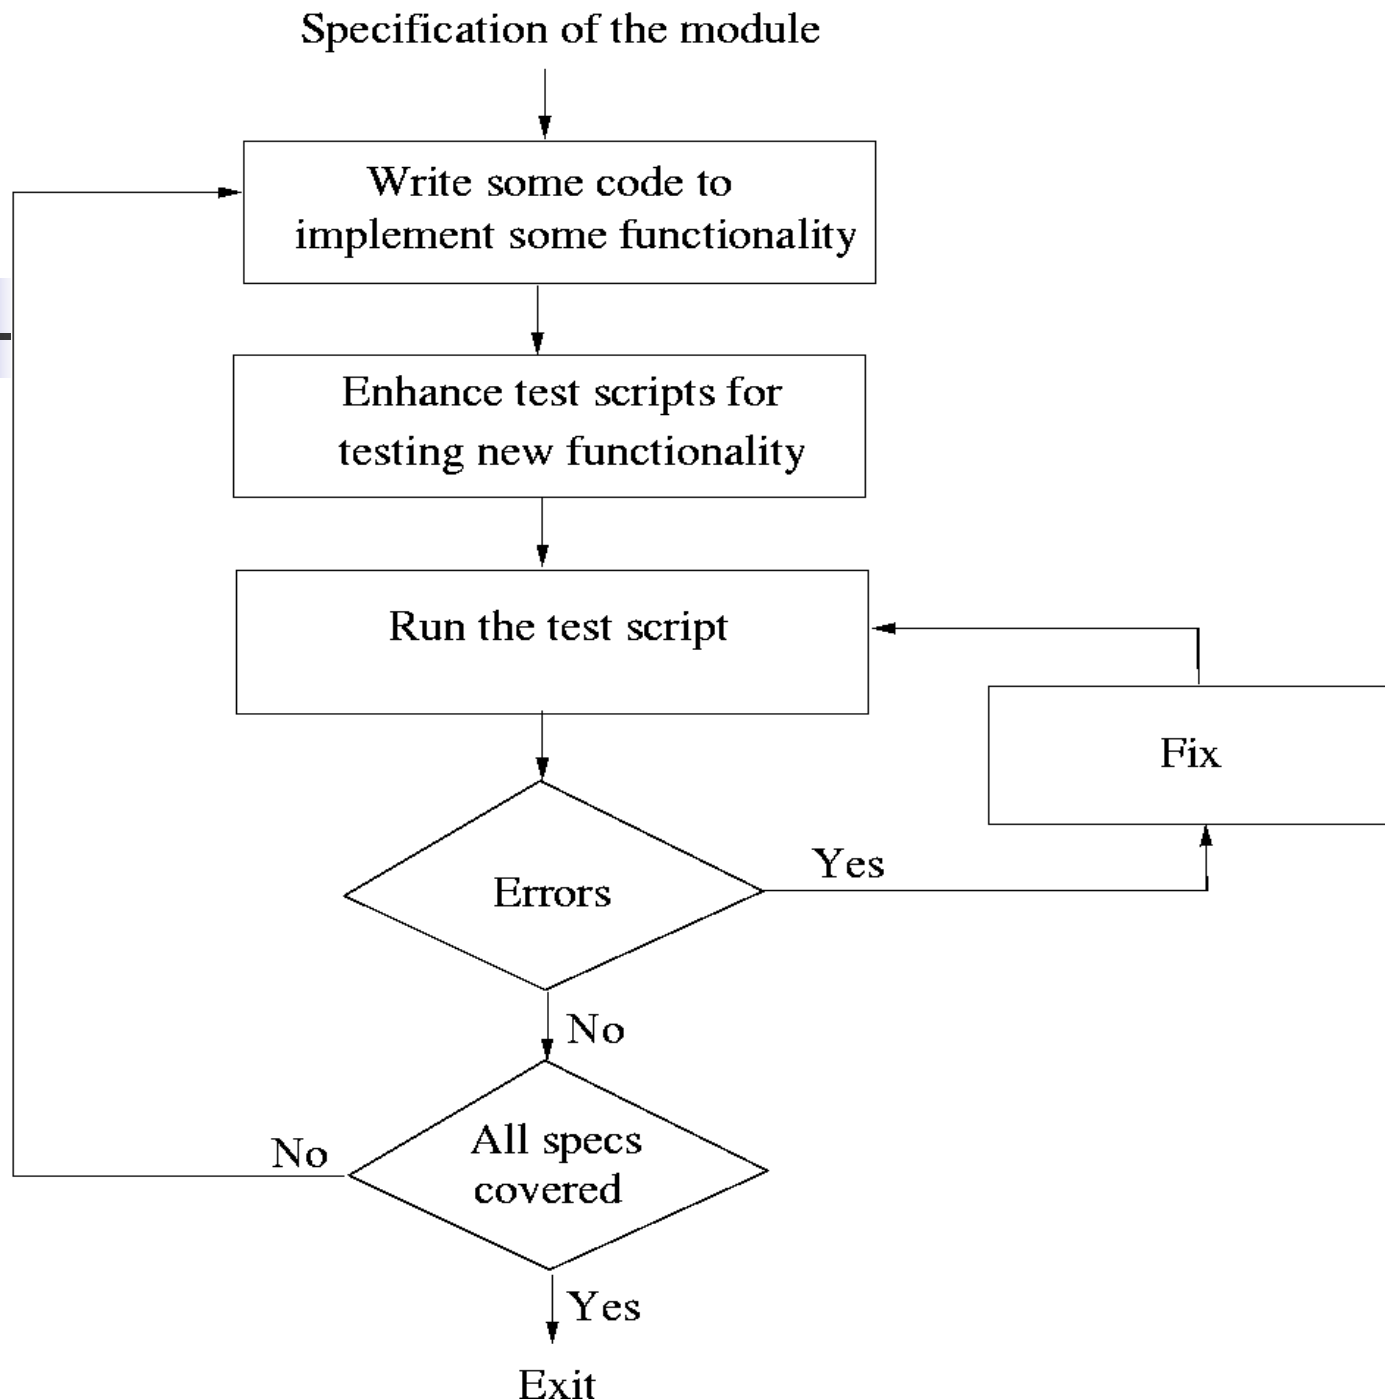 Specification of the module
Write some code to
implement some functionality
Enhance test scripts for
testing new functionality
Run the test script
Fix
Yes
Errors
No
All specs
covered
No
Yes
Exit